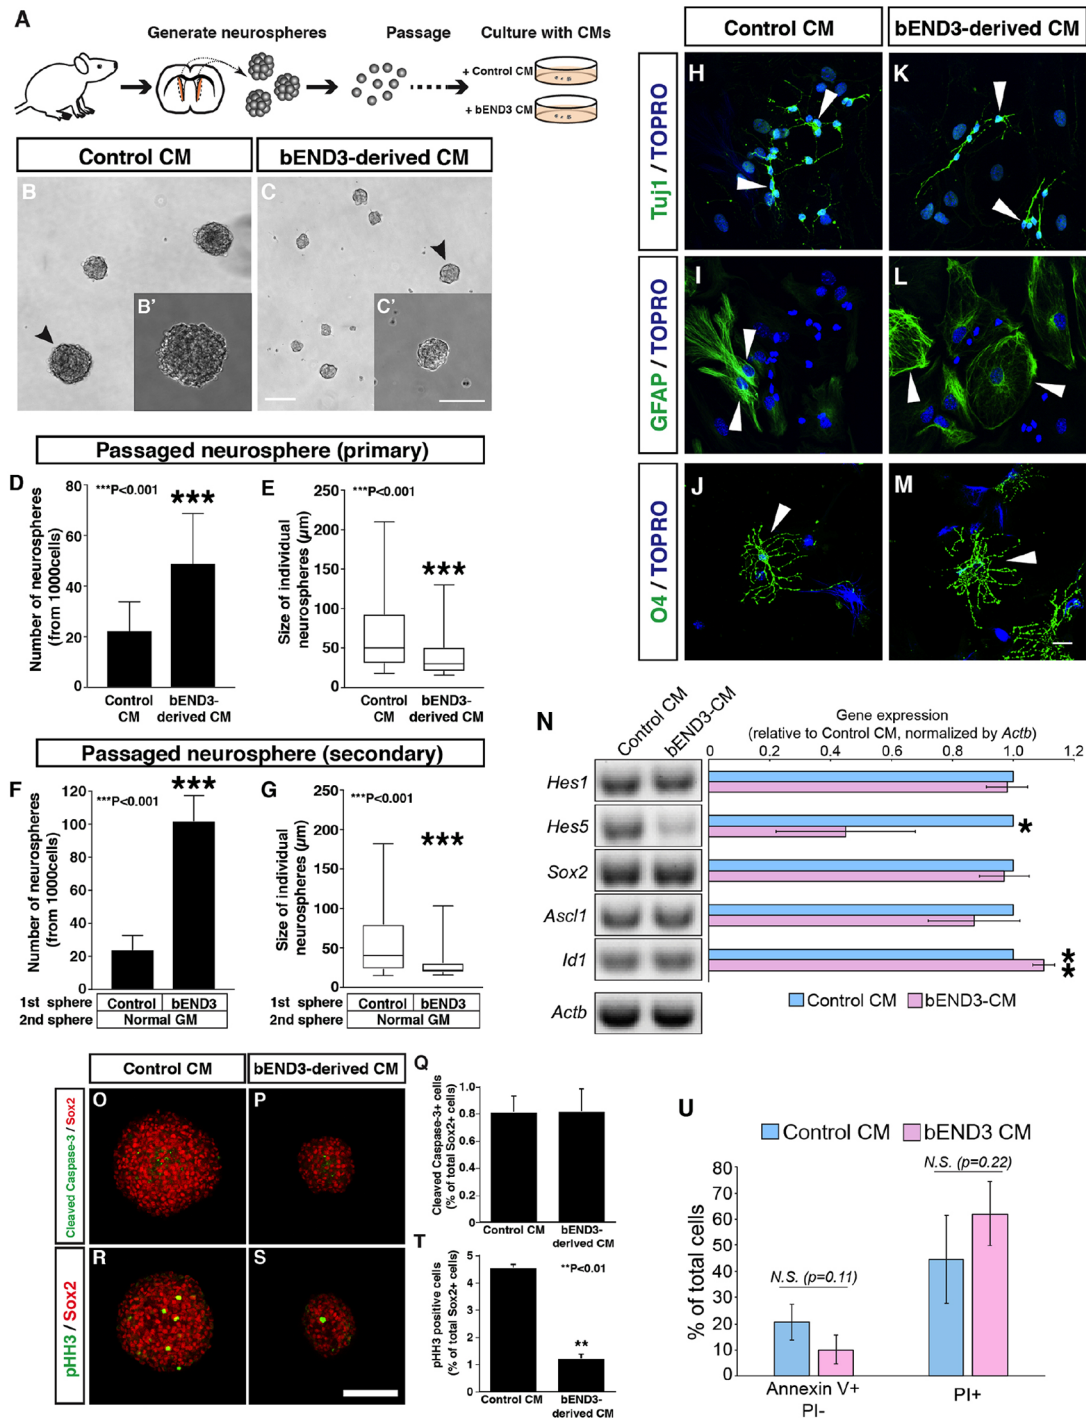 A
Generate neurospheres
Passage
Culture with CMs
+ Control CM
+ bEND3 CM
Control CM
bEND3-derived CM
B
C
B'
C'
Passaged neurosphere (primary)
D
Number of neurospheres
(from 1000cells)
80
60
40
20
0
***P<0.001
***
Control
CM
bEND3-
derived CM
E
Size of individual
neurospheres (µm)
250
200
150
100
50
0
***P<0.001
***
Control
CM
bEND3-
derived CM
Passaged neurosphere (secondary)
F
Number of neurospheres
(from 1000cells)
120
100
80
60
40
20
0
***P<0.001
***
1st sphere
Control
bEND3
2nd sphere
Normal GM
G
Size of individual
neurospheres (µm)
250
200
150
100
50
0
***P<0.001
***
1st sphere
Control
bEND3
2nd sphere
Normal GM
Control CM
bEND3-derived CM
Tuj1 / TOPRO
H
K
GFAP / TOPRO
I
L
O4 / TOPRO
J
M
N
Control CM
bEND3-CM
Gene expression
(relative to Control CM, normalized by Actb)
0
0.2
0.4
0.6
0.8
1.0
1.2
Hes1
Hes5
*
Sox2
Ascl1
Id1
**
Actb
Control CM
bEND3-CM
Control CM
bEND3-derived CM
Cleaved Caspase-3 / Sox2
O
P
pHH3 / Sox2
R
S
Q
Cleaved Caspase-3+ cells
(% of total Sox2+ cells)
1.0
0.8
0.6
0.4
0.2
0
Control CM
bEND3-
derived CM
T
pHH3 positive cells
(% of total Sox2+ cells)
5
4
3
2
1
0
**P<0.01
**
Control CM
bEND3-
derived CM
U
Control CM
bEND3 CM
% of total cells
80
70
60
50
40
30
20
10
0
N.S. (p=0.11)
N.S. (p=0.22)
Annexin V+
PI-
PI+